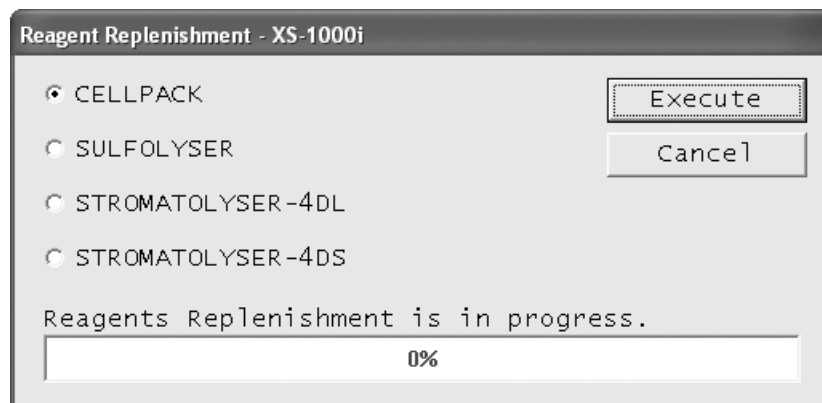 Reagent Replenishment - XS-1000i
CELLPACK
Execute
SULFOLYSER
Cancel
STROMATOLYSER-4DL
STROMATOLYSER-4DS
Reagents Replenishment is in progress.
0%